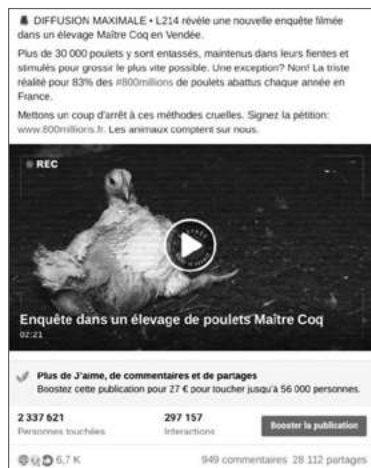 DIFFUSION MAXIMALE • L214 révèle une nouvelle enquête filmée
dans un élevage Maître Coq en Vendée.
Plus de 30 000 poulets y sont entassés, maintenus dans leurs fientes et
stimulés pour grossir le plus vite possible. Une exception? Non! La triste
réalité pour 83% des #800millions de poulets abattus chaque année en
France.
Mettons un coup d'arrêt à ces méthodes cruelles. Signez la pétition:
www.800millions.fr. Les animaux comptent sur nous.
REC
Enquête dans un élevage de poulets Maître Coq
02:21
Plus de J'aime, de commentaires et de partages
Boostez cette publication pour 27 € pour toucher jusqu'à 56 000 personnes.
2 337 621 297 157 Booster la publication
Personnes touchées Interactions
6,7 K 949 commentaires 28 112 partages